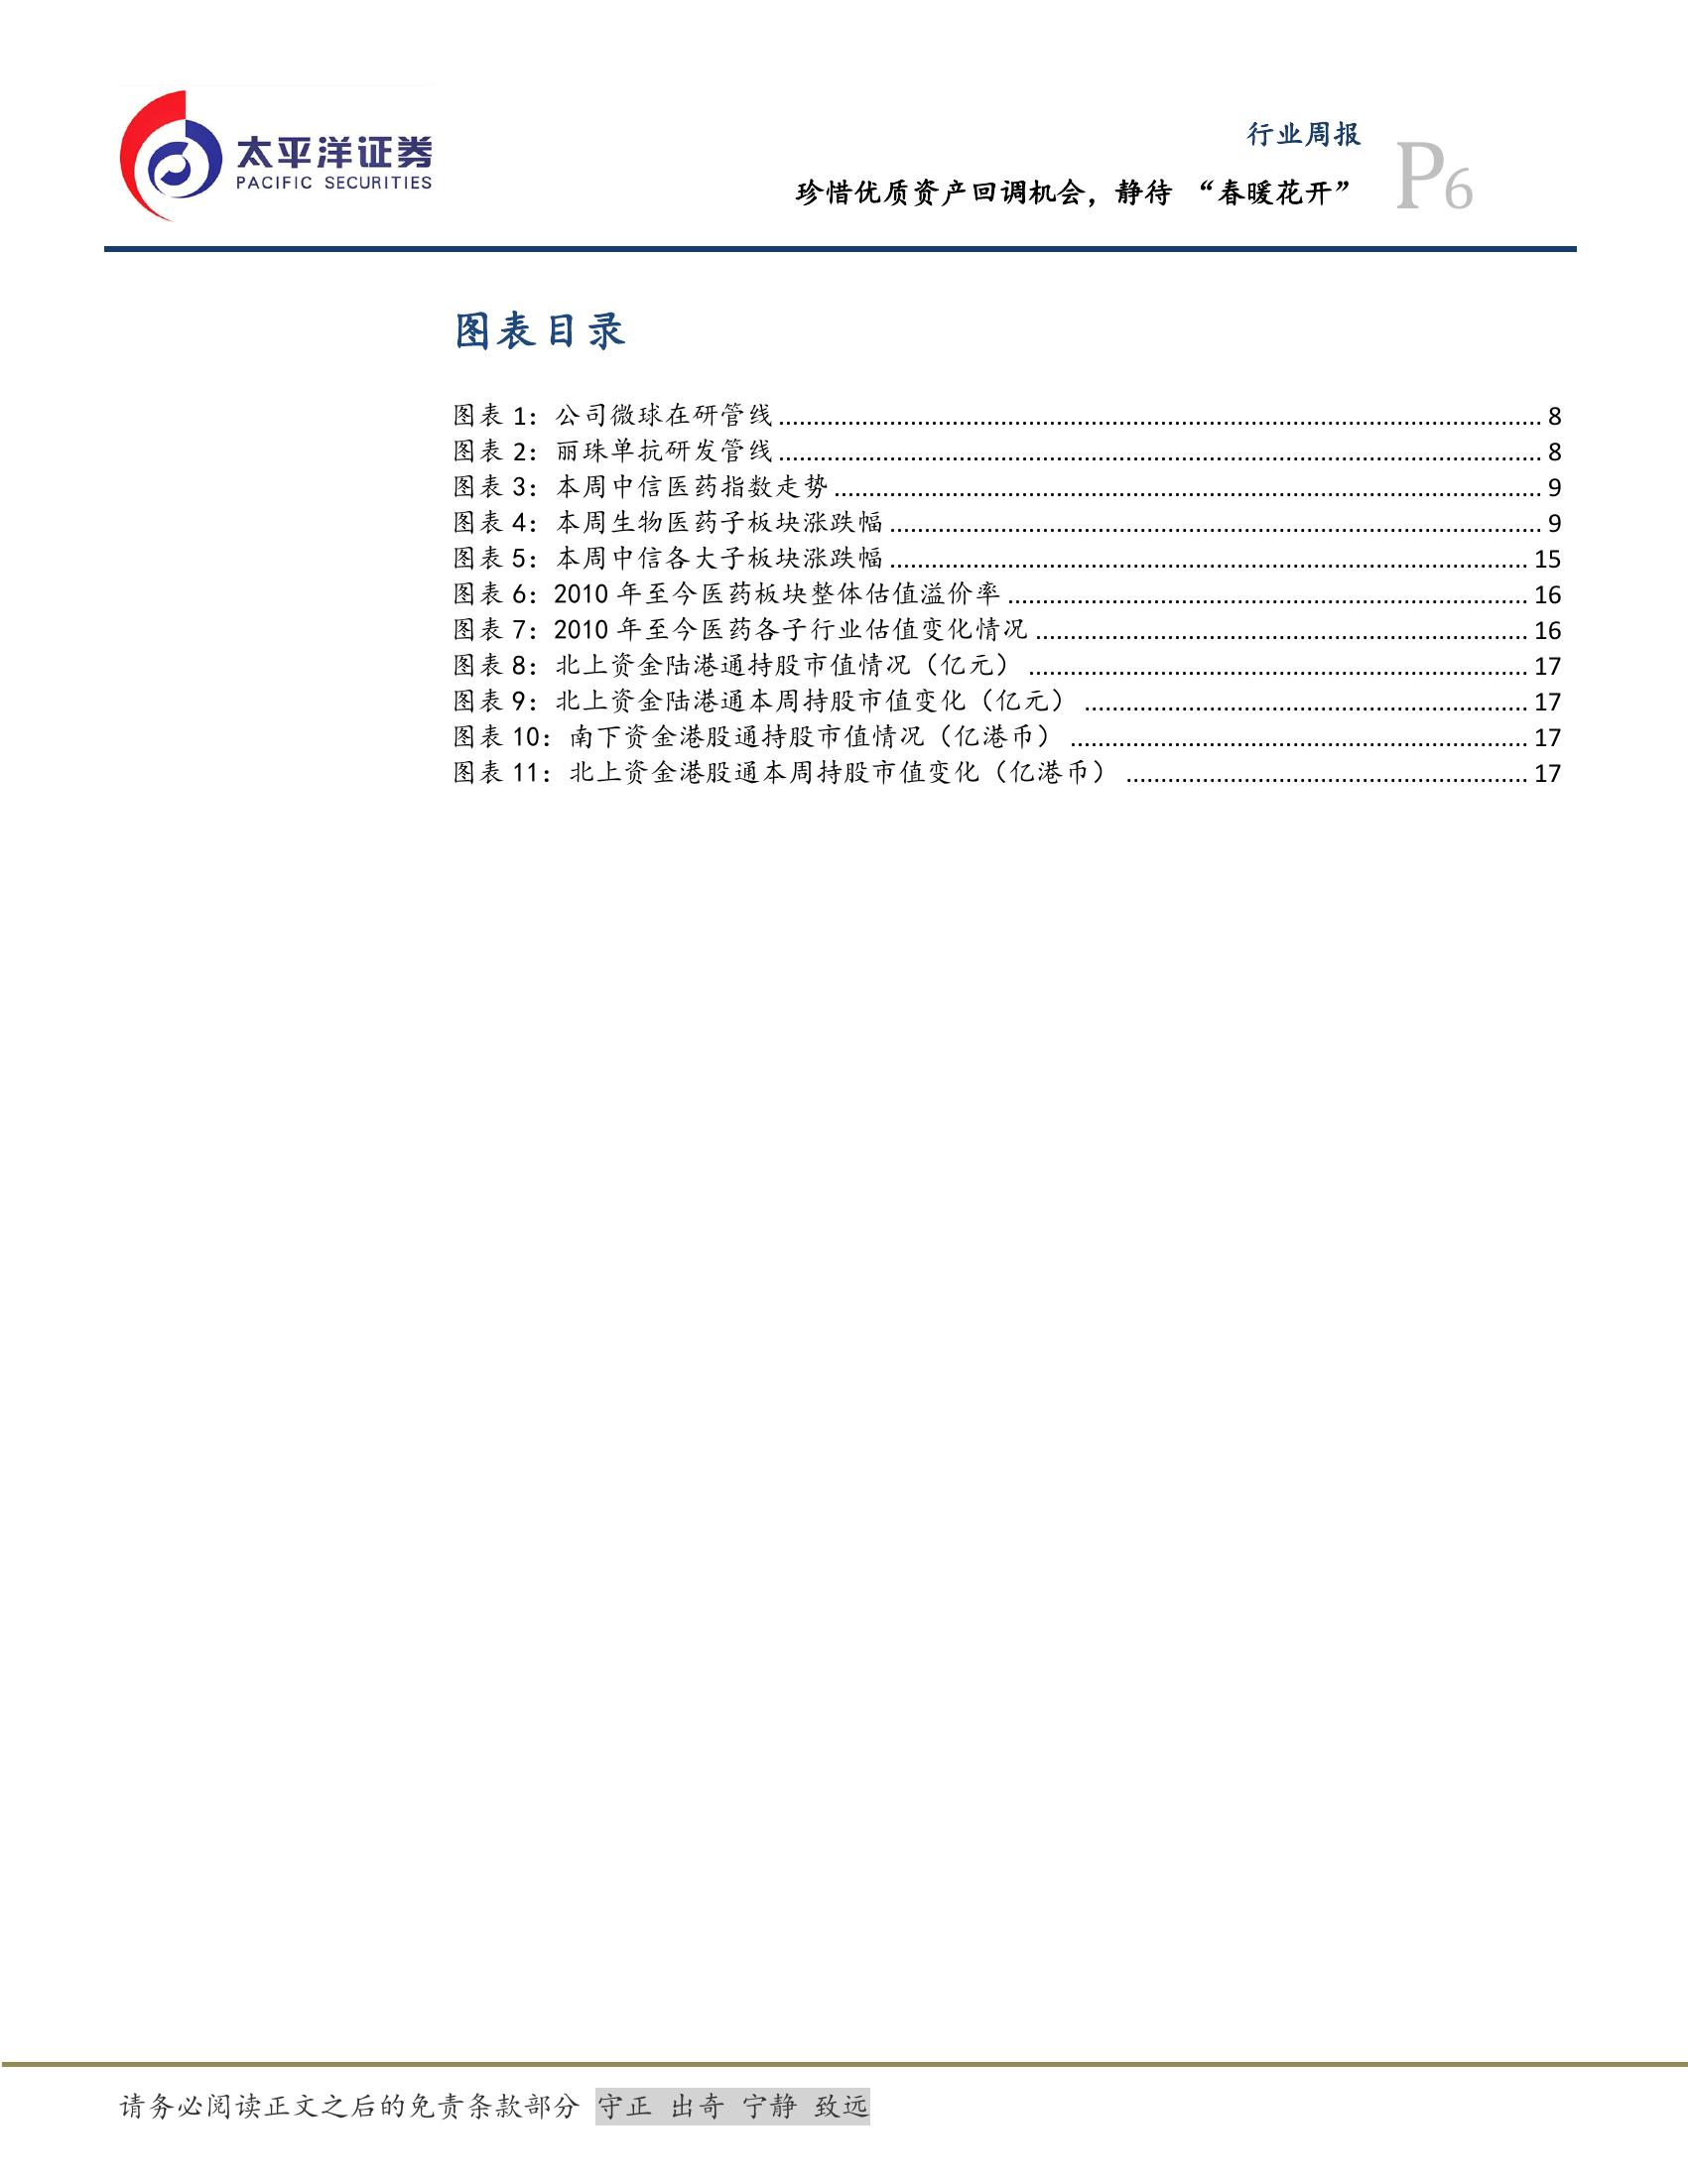 太平洋证券
PACIFIC SECURITIES
行业周报
珍惜优质资产回调机会，静待 “春暖花开”
P6
图表目录
图表 1：公司微球在研管线 8
图表 2：丽珠单抗研发管线 8
图表 3：本周中信医药指数走势 9
图表 4：本周生物医药子板块涨跌幅 9
图表 5：本周中信各大子板块涨跌幅 15
图表 6：2010 年至今医药板块整体估值溢价率 16
图表 7：2010 年至今医药各子行业估值变化情况 16
图表 8：北上资金陆港通持股市值情况（亿元） 17
图表 9：北上资金陆港通本周持股市值变化（亿元） 17
图表 10：南下资金港股通持股市值情况（亿港币） 17
图表 11：北上资金港股通本周持股市值变化（亿港币） 17
请务必阅读正文之后的免责条款部分 守正 出奇 宁静 致远